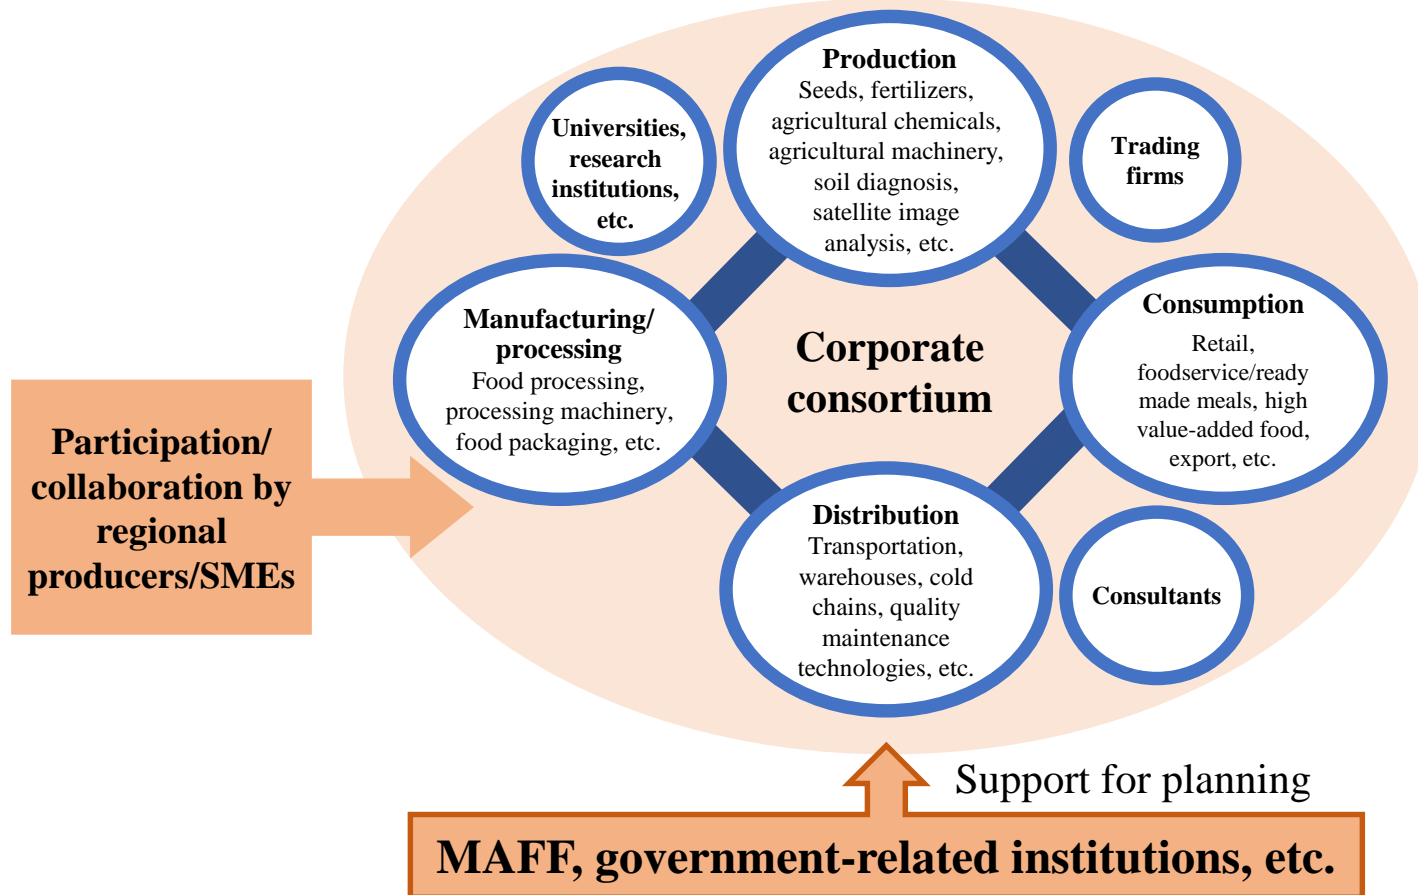 Production
Seeds, fertilizers,
agricultural chemicals,
agricultural machinery,
soil diagnosis,
satellite image
analysis, etc.
Universities,
research
institutions,
etc.
Trading
firms
Manufacturing/
processing
Food processing,
processing machinery,
food packaging, etc.
Corporate
consortium
Consumption
Retail,
foodservice/ready
made meals, high
value-added food,
export, etc.
Participation/
collaboration by
regional
producers/SMEs
Distribution
Transportation,
warehouses, cold
chains, quality
maintenance
technologies, etc.
Consultants
Support for planning
MAFF, government-related institutions, etc.